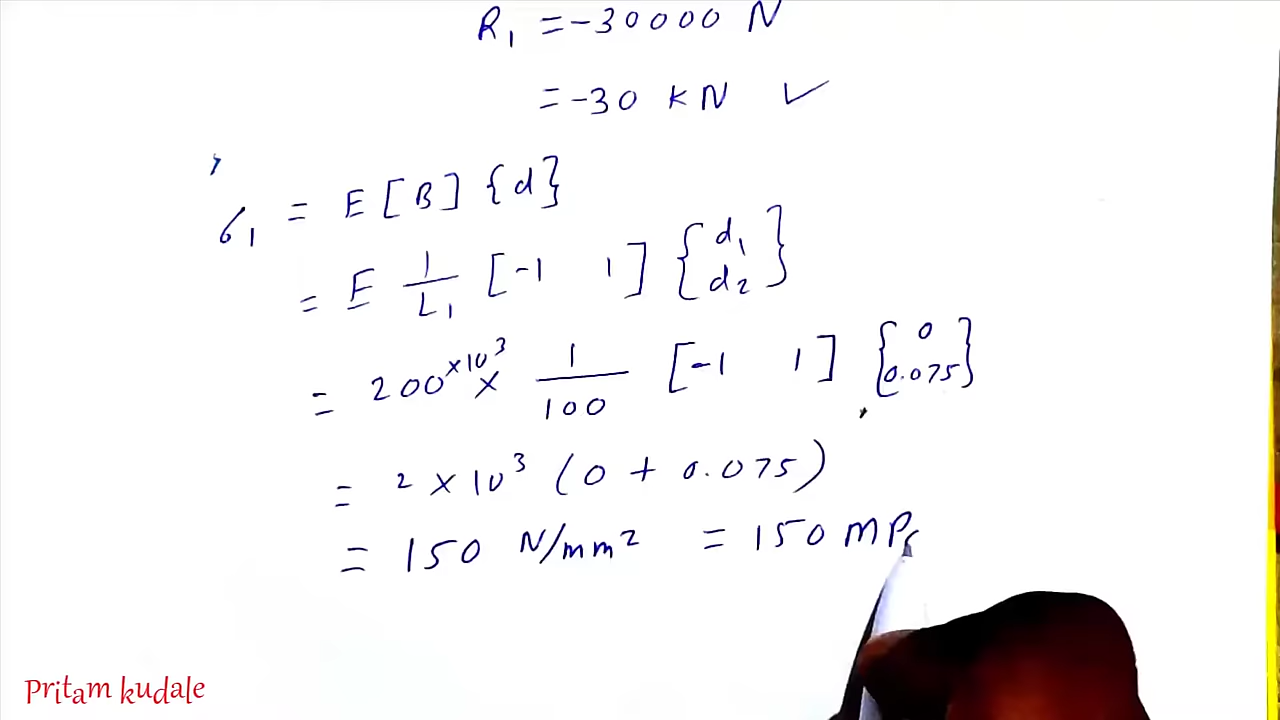 R₁ = -30000 N
= -30 kN ✓
σ₁ = E [B] {d}
= E 1/L₁ [-1 1] {d₁ d₂}
= 200×10³ × 1/100 [-1 1] {0 0.075}
= 2 × 10³ (0 + 0.075)
= 150 N/mm² = 150 MPa
Pritam kudale